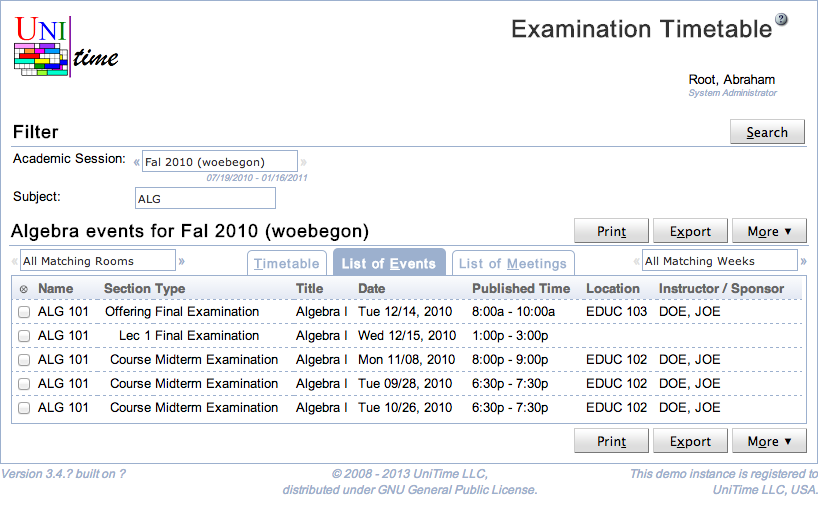 UNI time
Examination Timetable ?
Root, Abraham
System Administrator
Filter
Search
Academic Session: « Fal 2010 (woebegon) »
07/19/2010 - 01/16/2011
Subject: ALG
Algebra events for Fal 2010 (woebegon)
Print Export More ▼
« All Matching Rooms » Timetable List of Events List of Meetings « All Matching Weeks »
Name Section Type Title Date Published Time Location Instructor / Sponsor
ALG 101 Offering Final Examination Algebra I Tue 12/14, 2010 8:00a - 10:00a EDUC 103 DOE, JOE
ALG 101 Lec 1 Final Examination Algebra I Wed 12/15, 2010 1:00p - 3:00p
ALG 101 Course Midterm Examination Algebra I Mon 11/08, 2010 8:00p - 9:00p EDUC 102 DOE, JOE
ALG 101 Course Midterm Examination Algebra I Tue 09/28, 2010 6:30p - 7:30p EDUC 102 DOE, JOE
ALG 101 Course Midterm Examination Algebra I Tue 10/26, 2010 6:30p - 7:30p EDUC 102 DOE, JOE
Print Export More ▼
Version 3.4.? built on ? © 2008 - 2013 UniTime LLC, This demo instance is registered to
distributed under GNU General Public License. UniTime LLC, USA.